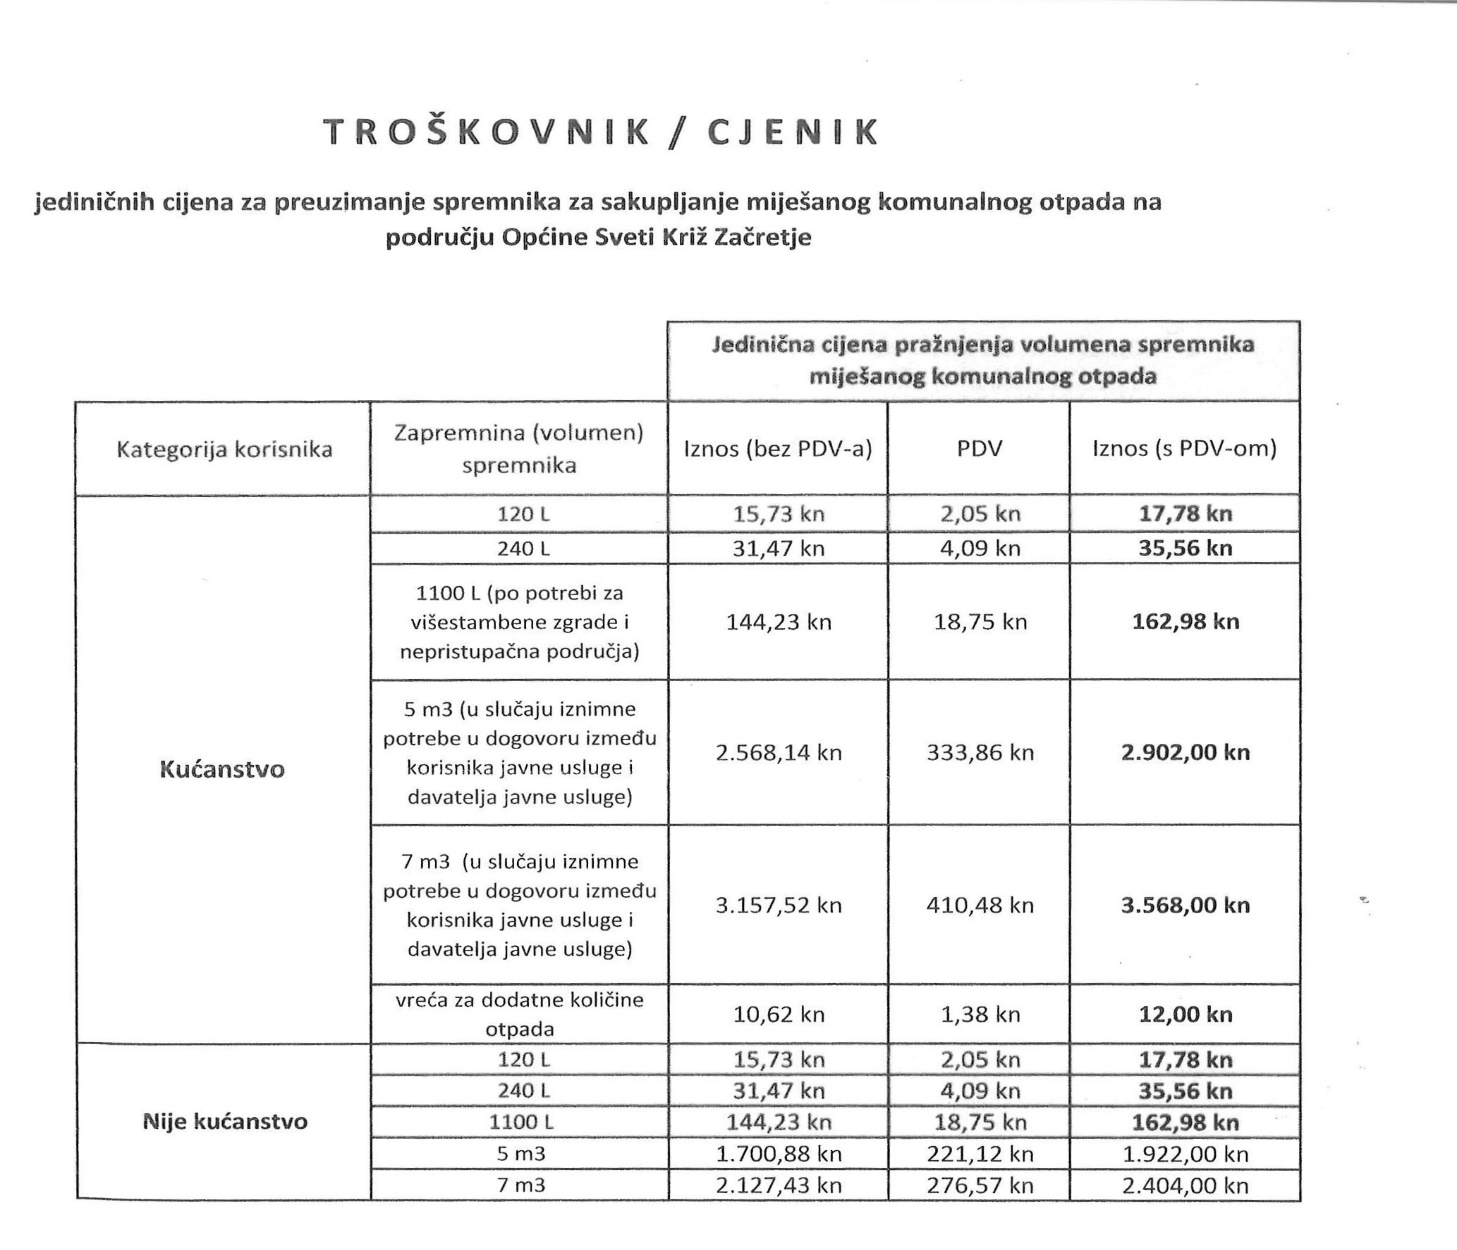 TROŠKOVNIK / CJENIK
jediničnih cijena za preuzimanje spremnika za sakupljanje miješanog komunalnog otpada na
području Općine Sveti Križ Začretje
Jedinična cijena pražnjenja volumena spremnika
miješanog komunalnog otpada
Kategorija korisnika
Zapremnina (volumen)
spremnika
Iznos (bez PDV-a)
PDV
Iznos (s PDV-om)
Kućanstvo
120 L
15,73 kn
2,05 kn
17,78 kn
240 L
31,47 kn
4,09 kn
35,56 kn
1100 L (po potrebi za
višestambene zgrade i
nepristupačna područja)
144,23 kn
18,75 kn
162,98 kn
5 m3 (u slučaju iznimne
potrebe u dogovoru između
korisnika javne usluge i
davatelja javne usluge)
2.568,14 kn
333,86 kn
2.902,00 kn
7 m3 (u slučaju iznimne
potrebe u dogovoru između
korisnika javne usluge i
davatelja javne usluge)
3.157,52 kn
410,48 kn
3.568,00 kn
vreća za dodatne količine
otpada
10,62 kn
1,38 kn
12,00 kn
Nije kućanstvo
120 L
15,73 kn
2,05 kn
17,78 kn
240 L
31,47 kn
4,09 kn
35,56 kn
1100 L
144,23 kn
18,75 kn
162,98 kn
5 m3
1.700,88 kn
221,12 kn
1.922,00 kn
7 m3
2.127,43 kn
276,57 kn
2.404,00 kn